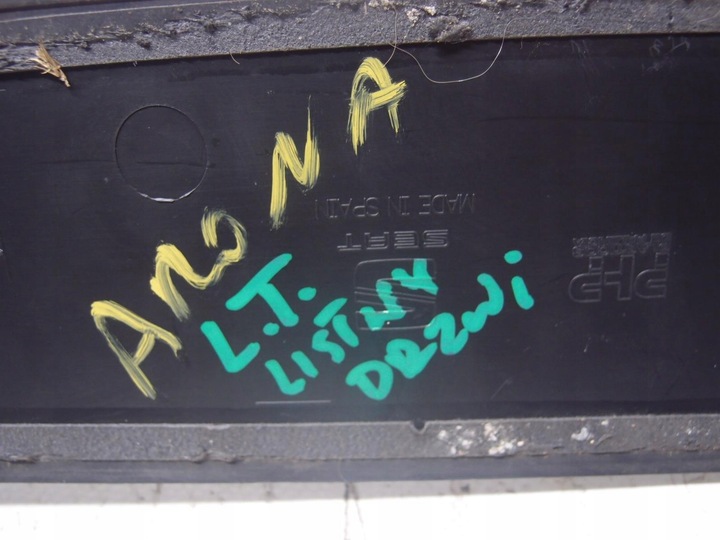 ARONA
L.T.
LISTWY
DRZWI
MADE IN SPAIN
SEAT